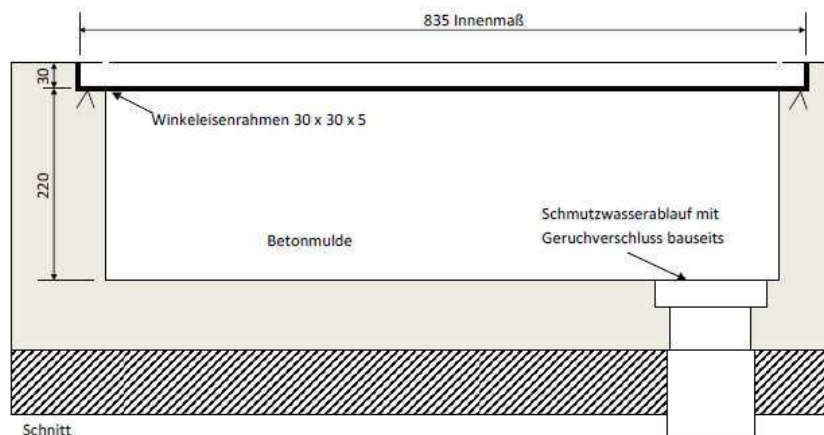 835 Innenmaß
30
Winkeleisenrahmen 30 x 30 x 5
220
Schmutzwasserablauf mit
Geruchverschluss bauseits
Betonmulde
Schnitt